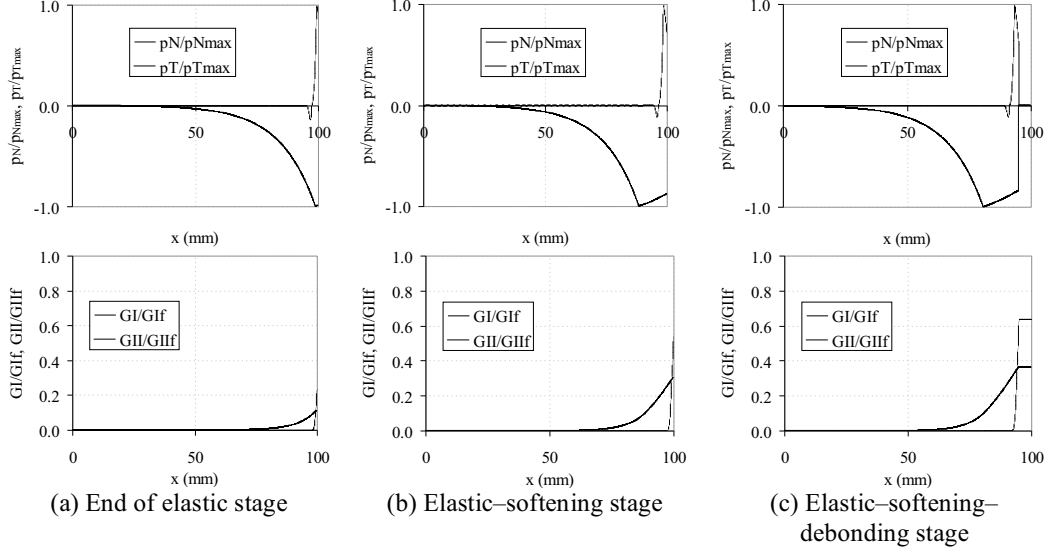 1.0
0.0
-1.0
pN/pNmax, pT/pTmax
pN/pNmax
pT/pTmax
0
50
100
x (mm)
1.0
0.0
-1.0
pN/pNmax, pT/pTmax
pN/pNmax
pT/pTmax
0
50
100
x (mm)
1.0
0.0
-1.0
pN/pNmax, pT/pTmax
pN/pNmax
pT/pTmax
0
50
100
x (mm)
1.0
0.8
0.6
0.4
0.2
0.0
GI/GIf, GII/GIIf
GI/GIf
GII/GIIf
0
50
100
x (mm)
1.0
0.8
0.6
0.4
0.2
0.0
GI/GIf, GII/GIIf
GI/GIf
GII/GIIf
0
50
100
x (mm)
1.0
0.8
0.6
0.4
0.2
0.0
GI/GIf, GII/GIIf
GI/GIf
GII/GIIf
0
50
100
x (mm)
(a) End of elastic stage
(b) Elastic–softening stage
(c) Elastic–softening–
debonding stage